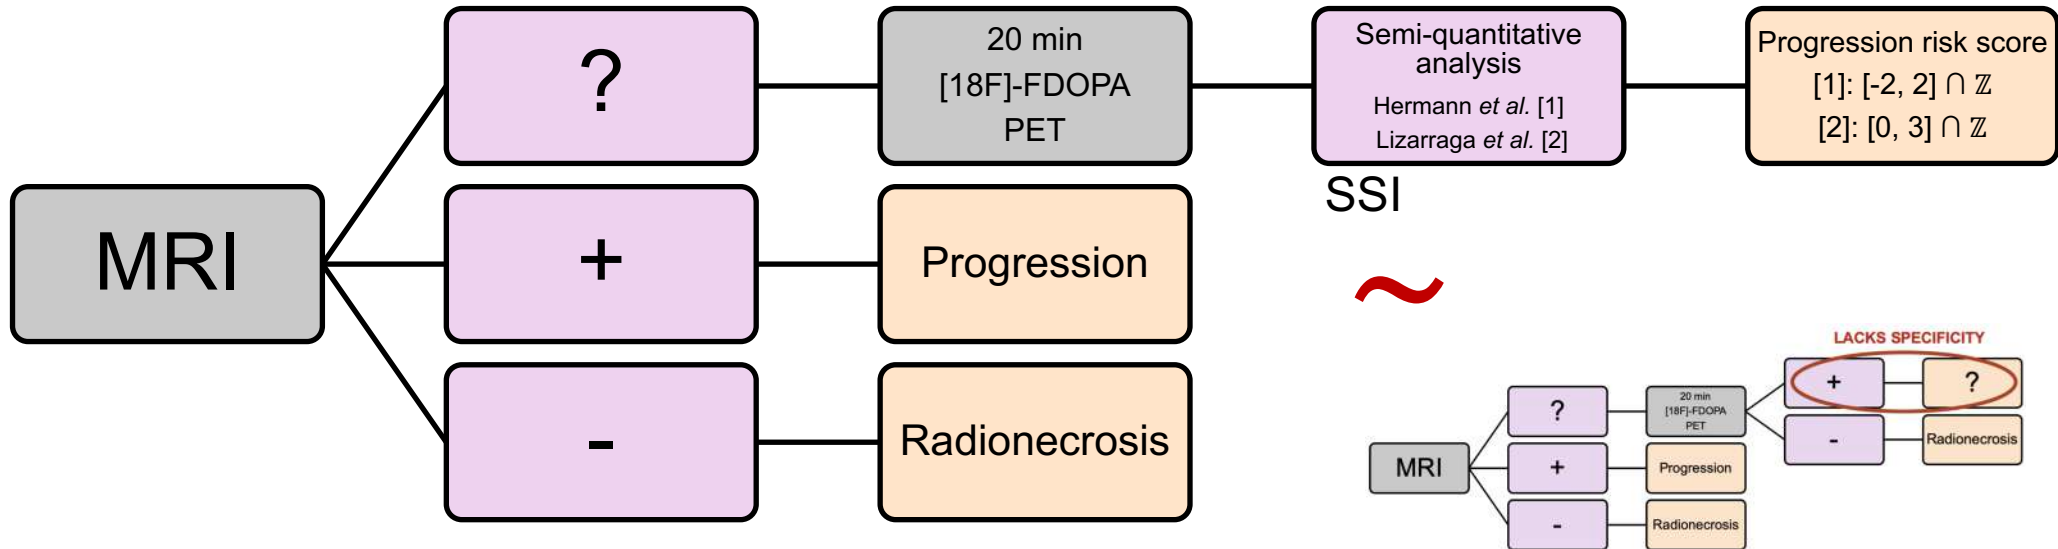 MRI
?
20 min
[18F]-FDOPA
PET
Semi-quantitative
analysis
Hermann et al. [1]
Lizarraga et al. [2]
Progression risk score
[1]: [-2, 2] ∩ ℤ
[2]: [0, 3] ∩ ℤ
+
Progression
-
Radionecrosis
SSI
~
LACKS SPECIFICITY
MRI
?
20 min
[18F]-FDOPA
PET
+
?
-
Radionecrosis
+
Progression
-
Radionecrosis